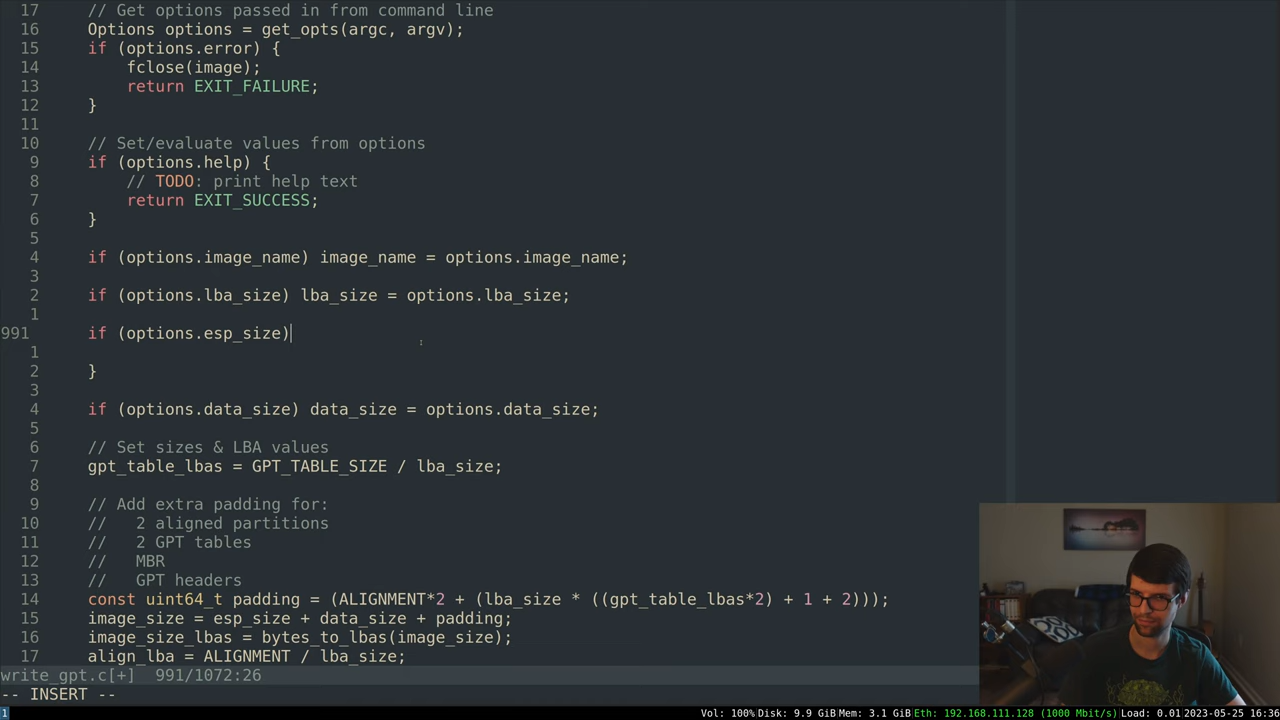 17 // Get options passed in from command line
16 Options options = get_opts(argc, argv);
15 if (options.error) {
14 fclose(image);
13 return EXIT_FAILURE;
12 }
11
10 // Set/evaluate values from options
9 if (options.help) {
8 // TODO: print help text
7 return EXIT_SUCCESS;
6 }
5
4 if (options.image_name) image_name = options.image_name;
3
2 if (options.lba_size) lba_size = options.lba_size;
1
991 if (options.esp_size)
1
2 }
3
4 if (options.data_size) data_size = options.data_size;
5
6 // Set sizes & LBA values
7 gpt_table_lbas = GPT_TABLE_SIZE / lba_size;
8
9 // Add extra padding for:
10 // 2 aligned partitions
11 // 2 GPT tables
12 // MBR
13 // GPT headers
14 const uint64_t padding = (ALIGNMENT*2 + (lba_size * ((gpt_table_lbas*2) + 1 + 2)));
15 image_size = esp_size + data_size + padding;
16 image_size_lbas = bytes_to_lbas(image_size);
17 align_lba = ALIGNMENT / lba_size;
write_gpt.c[+] 991/1072:26
-- INSERT --
1 Vol: 100% Disk: 9.9 GiB Mem: 3.1 GiB Eth: 192.168.111.128 (1000 Mbit/s) Load: 0.01 2023-05-25 16:36